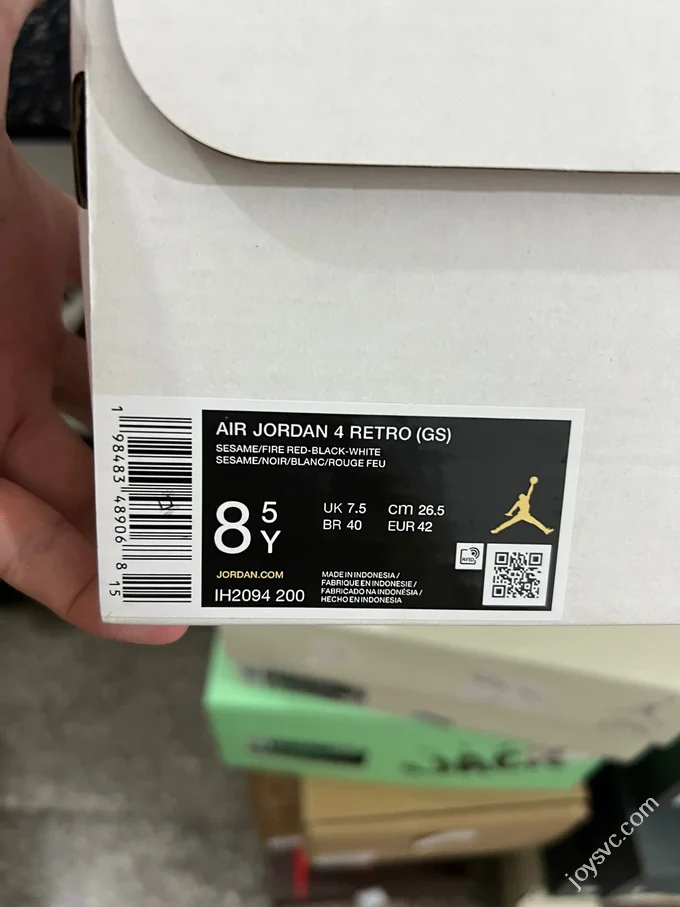 AIR JORDAN 4 RETRO (GS)
SESAME/FIRE RED-BLACK-WHITE
SESAME/NOIR/BLANC/ROUGE FEU
8 5 Y
UK 7.5 CM 26.5
BR 40 EUR 42
RFID
JORDAN.COM
IH2094 200
MADE IN INDONESIA /
FABRIQUE EN INDONESIE /
FABRICADO NA INDONÉSIA /
HECHO EN INDONESIA
1 98483 48906 8 15
JACK
joysvc.com